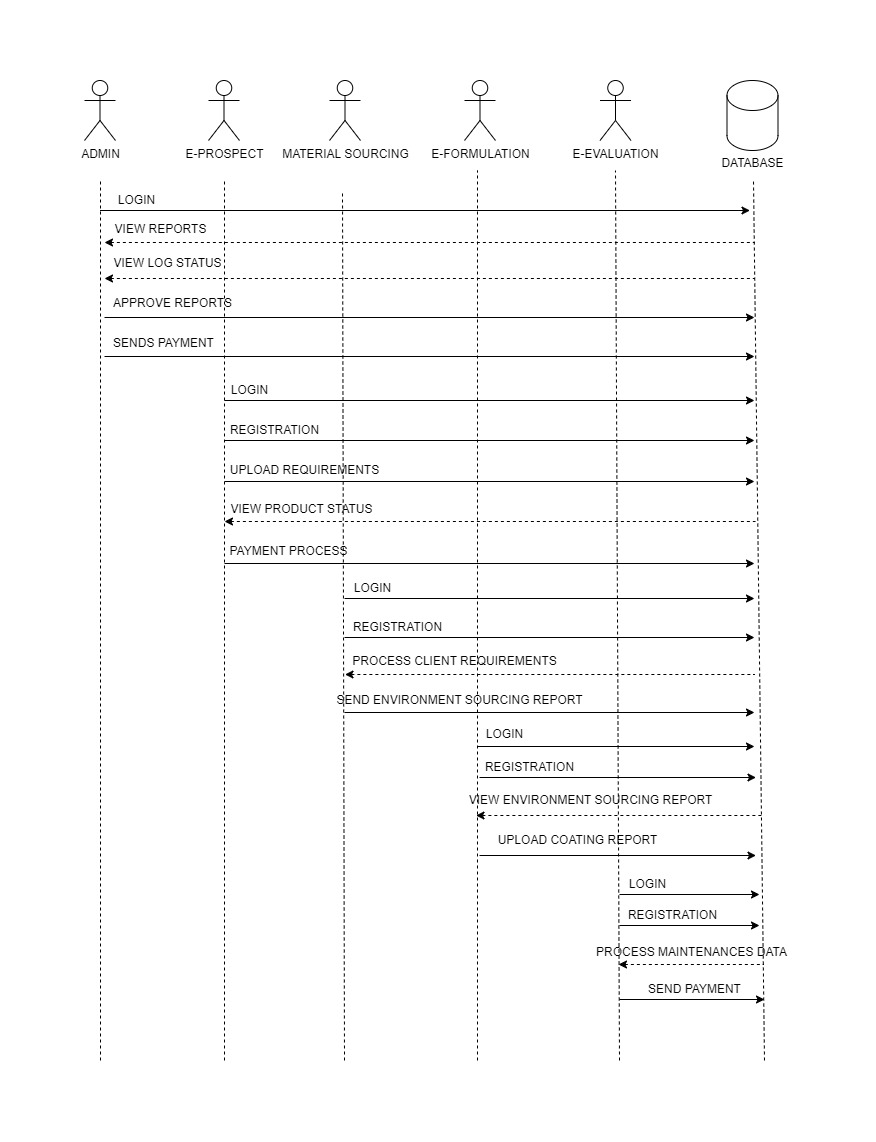 ADMIN
E-PROSPECT
MATERIAL SOURCING
E-FORMULATION
E-EVALUATION
DATABASE
LOGIN
VIEW REPORTS
VIEW LOG STATUS
APPROVE REPORTS
SENDS PAYMENT
LOGIN
REGISTRATION
UPLOAD REQUIREMENTS
VIEW PRODUCT STATUS
PAYMENT PROCESS
LOGIN
REGISTRATION
PROCESS CLIENT REQUIREMENTS
SEND ENVIRONMENT SOURCING REPORT
LOGIN
REGISTRATION
VIEW ENVIRONMENT SOURCING REPORT
UPLOAD COATING REPORT
LOGIN
REGISTRATION
PROCESS MAINTENANCES DATA
SEND PAYMENT